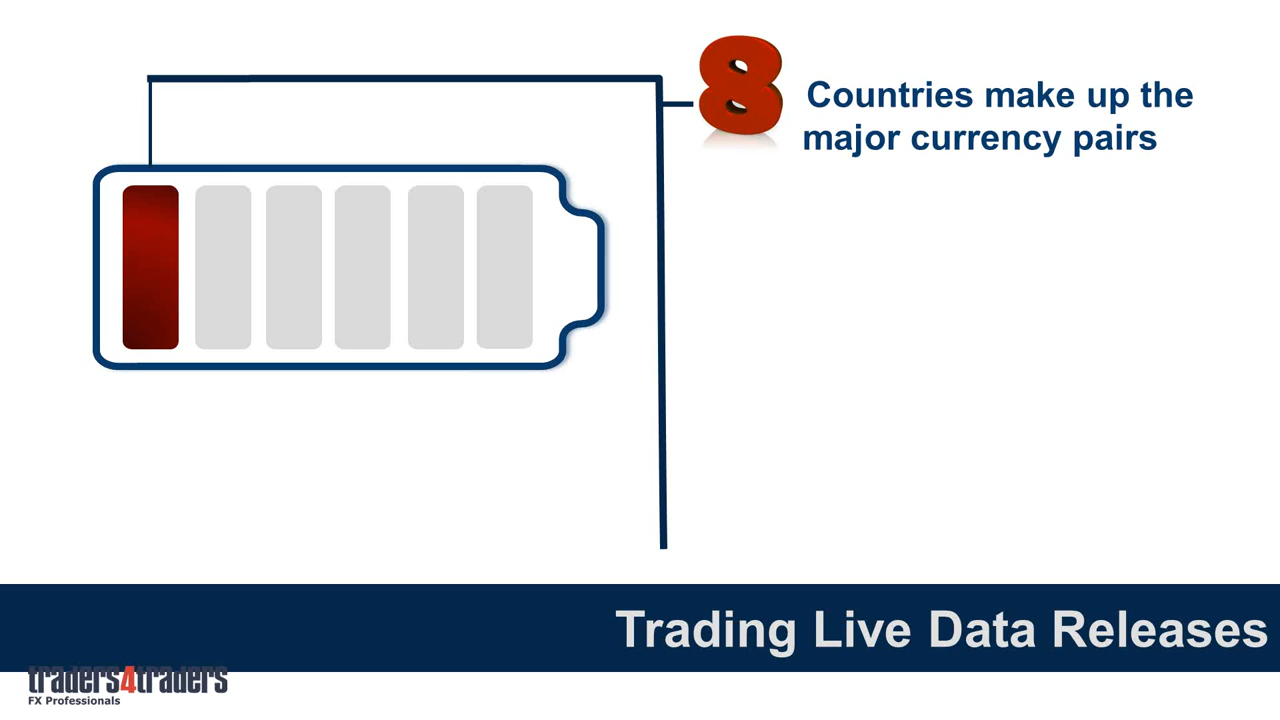 8
Countries make up the
major currency pairs
Trading Live Data Releases
traders4traders
FX Professionals